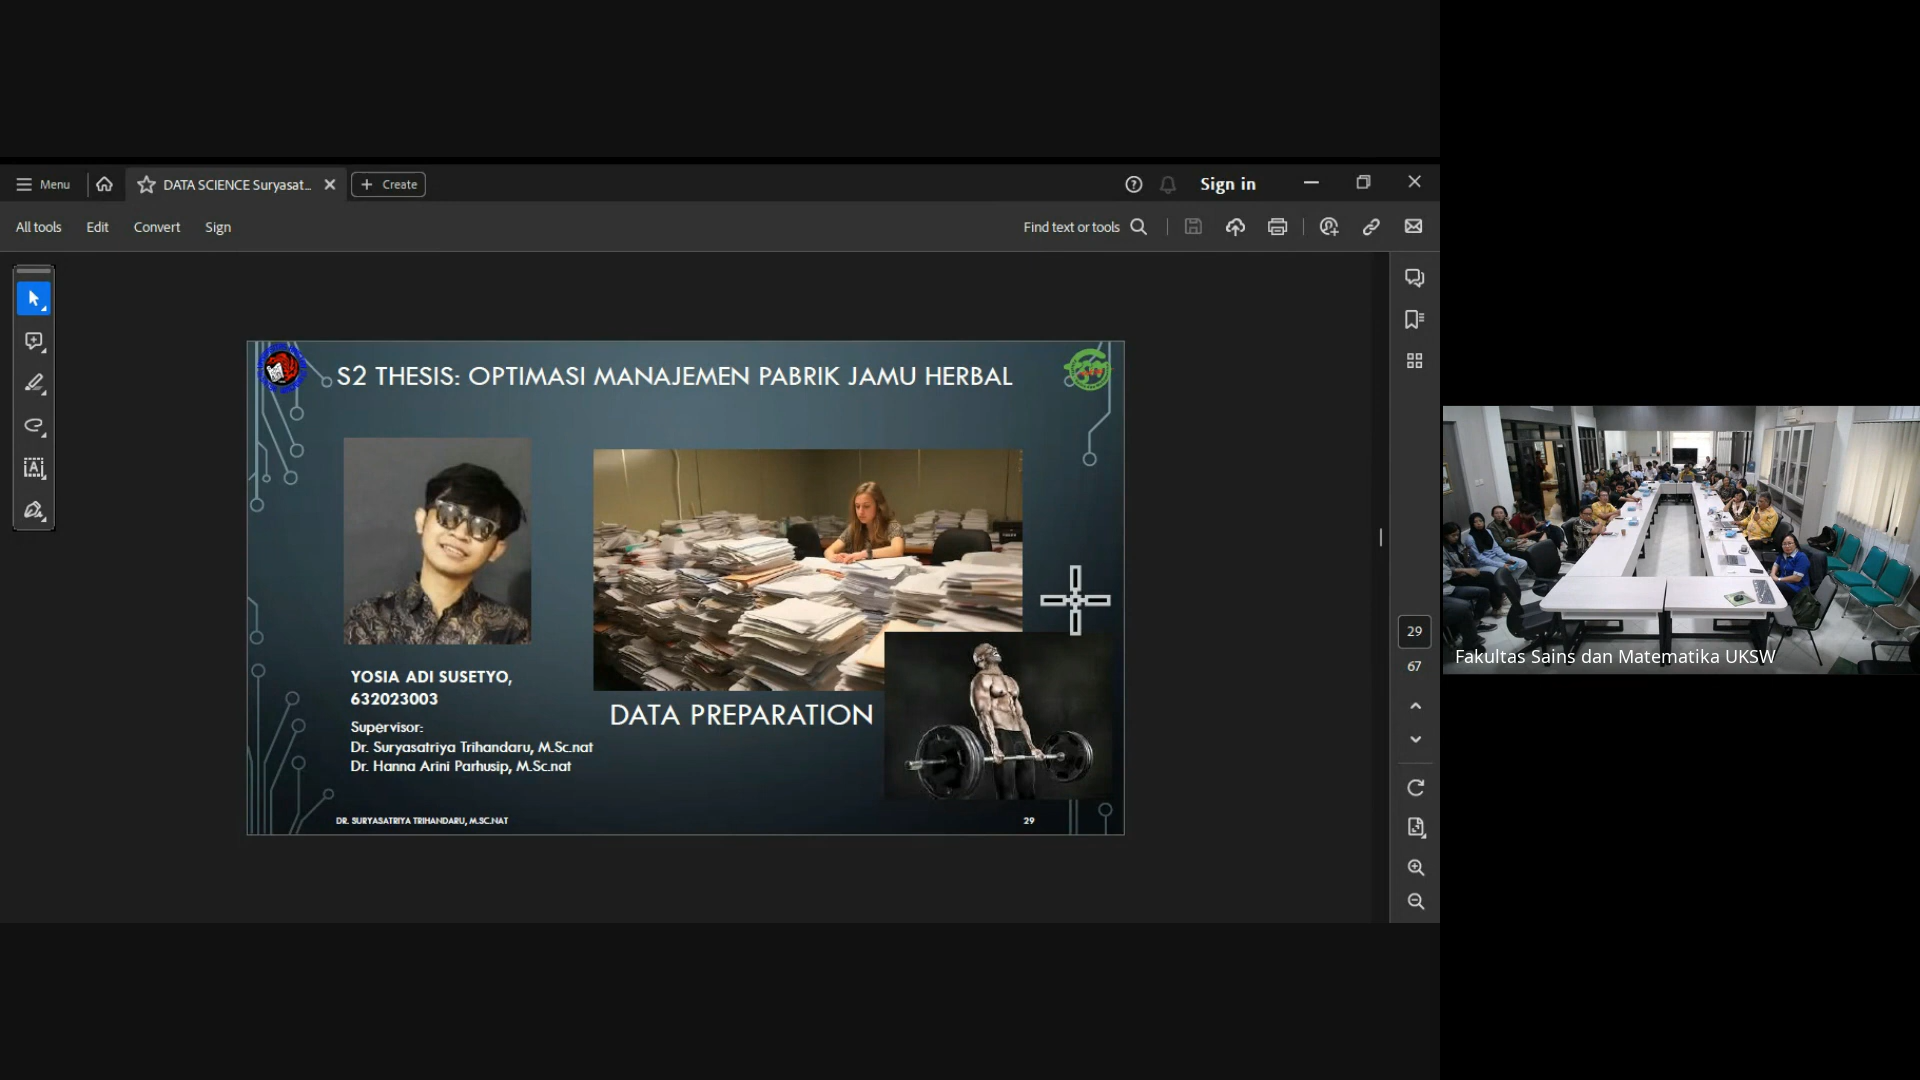 Menu
DATA SCIENCE Suryasat...
Create
Sign in
All tools
Edit
Convert
Sign
Find text or tools
S2 THESIS: OPTIMASI MANAJEMEN PABRIK JAMU HERBAL
YOSIA ADI SUSETYO,
632023003
Supervisor:
Dr. Suryasatriya Trihandaru, M.Sc.nat
Dr. Hanna Arini Parhusip, M.Sc.nat
DATA PREPARATION
DR. SURYASATRIYA TRIHANDARU, M.SC.NAT
29
29
67
Fakultas Sains dan Matematika UKSW